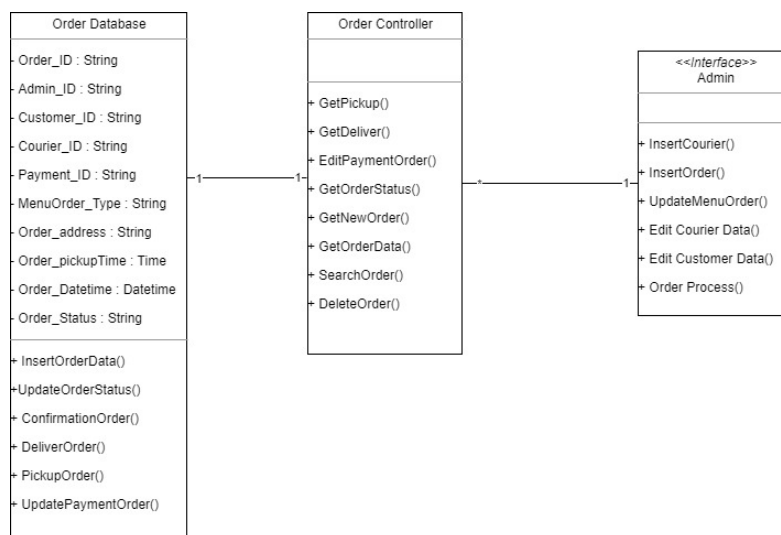 Order Database
- Order_ID : String
- Admin_ID : String
- Customer_ID : String
- Courier_ID : String
- Payment_ID : String
- MenuOrder_Type : String
- Order_address : String
- Order_pickupTime : Time
- Order_Datetime : Datetime
- Order_Status : String
+ InsertOrderData()
+UpdateOrderStatus()
+ ConfirmationOrder()
+ DeliverOrder()
+ PickupOrder()
+ UpdatePaymentOrder()
1
1
Order Controller
+ GetPickup()
+ GetDeliver()
+ EditPaymentOrder()
+ GetOrderStatus()
+ GetNewOrder()
+ GetOrderData()
+ SearchOrder()
+ DeleteOrder()
*
1
<<Interface>>
Admin
+ InsertCourier()
+ InsertOrder()
+ UpdateMenuOrder()
+ Edit Courier Data()
+ Edit Customer Data()
+ Order Process()